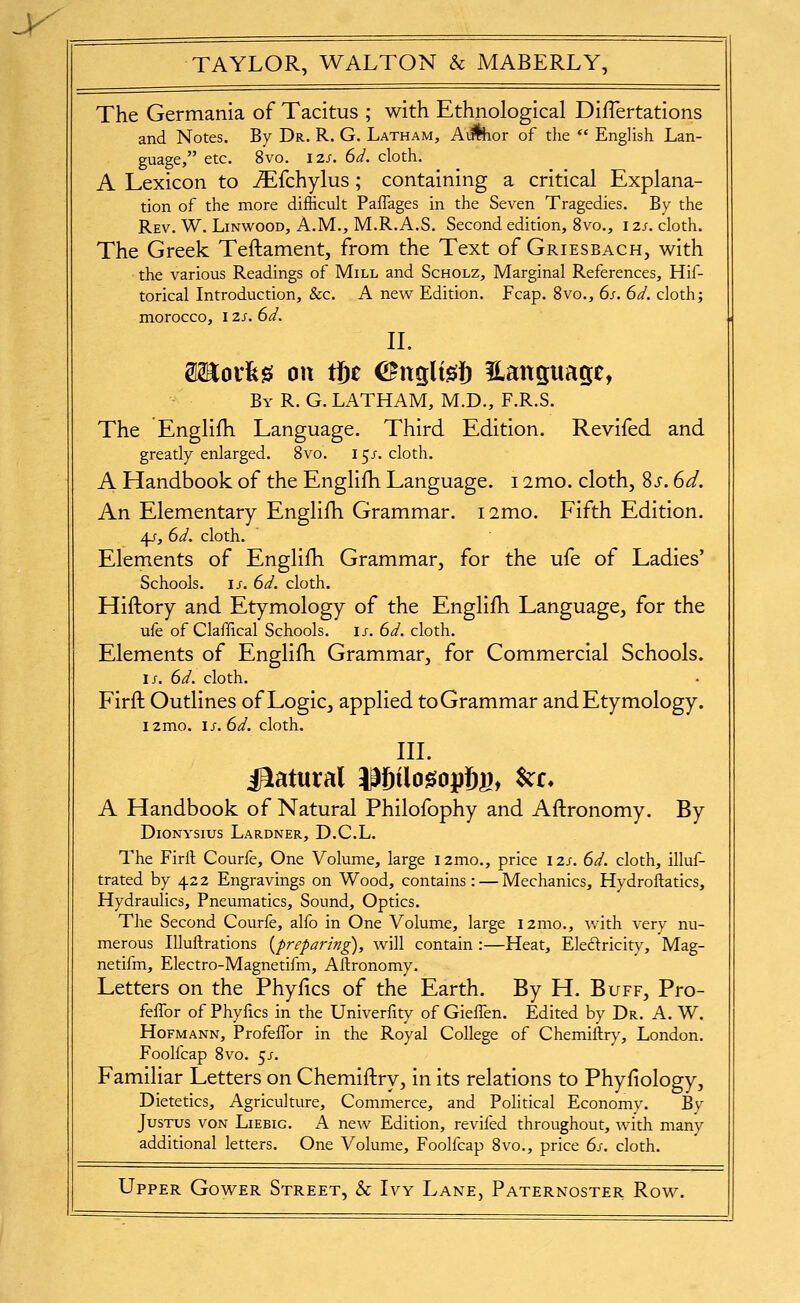 TAYLOR, WALTON & MABERLY,
The Germania of Tacitus ; with Ethnological Diſſertations
and Notes. By Dr. R. G. Latham, Author of the “ English Lan-
guage,” etc. 8vo. 12s. 6d. cloth.
A Lexicon to Æſchylus ; containing a critical Explana-
tion of the more difficult Paſſages in the Seven Tragedies. By the
Rev. W. Linwood, A.M., M.R.A.S. Second edition, 8vo., 12s. cloth.
The Greek Teſtament, from the Text of Griesbach, with
the various Readings of Mill and Scholz, Marginal References, Hiſ-
torical Introduction, &c. A new Edition. Fcap. 8vo., 6s. 6d. cloth;
morocco, 12s. 6d.
II.
Works on the English Language,
By R. G. LATHAM, M.D., F.R.S.
The Engliſh Language. Third Edition. Reviſed and
greatly enlarged. 8vo. 15s. cloth.
A Handbook of the Engliſh Language. 12mo. cloth, 8s. 6d.
An Elementary Engliſh Grammar. 12mo. Fifth Edition.
4s, 6d. cloth.
Elements of Engliſh Grammar, for the uſe of Ladies’
Schools. 1s. 6d. cloth.
Hiſtory and Etymology of the Engliſh Language, for the
uſe of Claſſical Schools. 1s. 6d. cloth.
Elements of Engliſh Grammar, for Commercial Schools.
1s. 6d. cloth.
Firſt Outlines of Logic, applied to Grammar and Etymology.
12mo. 1s. 6d. cloth.
III.
Natural Philosophy, &c.
A Handbook of Natural Philoſophy and Aſtronomy. By
Dionysius Lardner, D.C.L.
The Firſt Courſe, One Volume, large 12mo., price 12s. 6d. cloth, illuſ-
trated by 422 Engravings on Wood, contains : — Mechanics, Hydroſtatics,
Hydraulics, Pneumatics, Sound, Optics.
The Second Courſe, alſo in One Volume, large 12mo., with very nu-
merous Illuſtrations (preparing), will contain :—Heat, Electricity, Mag-
netiſm, Electro-Magnetiſm, Aſtronomy.
Letters on the Phyſics of the Earth. By H. Buff, Pro-
feſſor of Phyſics in the Univerſity of Gieſſen. Edited by Dr. A. W.
Hofmann, Profeſſor in the Royal College of Chemiſtry, London.
Foolſcap 8vo. 5s.
Familiar Letters on Chemiſtry, in its relations to Phyſiology,
Dietetics, Agriculture, Commerce, and Political Economy. By
Justus von Liebig. A new Edition, reviſed throughout, with many
additional letters. One Volume, Foolſcap 8vo., price 6s. cloth.
Upper Gower Street, & Ivy Lane, Paternoster Row.